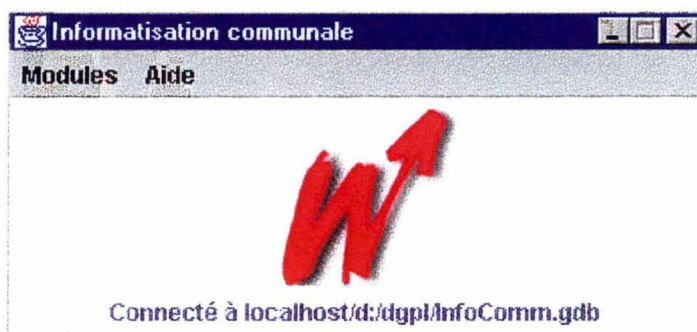 Informatisation communale
Modules Aide
W
Connecté à localhost/d:/dgpl/InfoComm.gdb